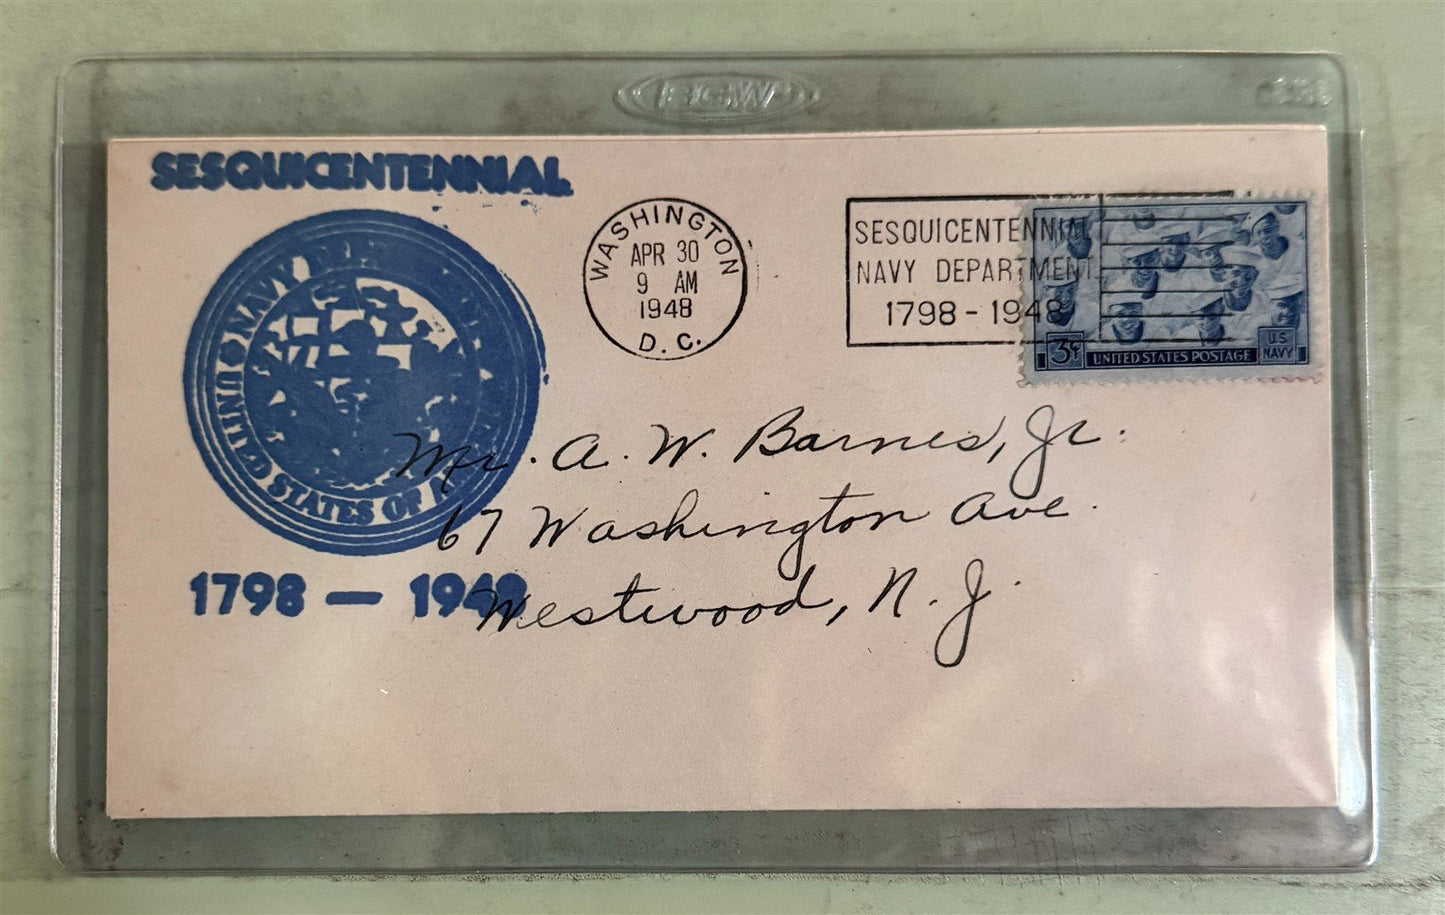 BCW
SESQUICENTENNIAL
NAVY
UNITED STATES OF
1798 — 1948
WASHINGTON
APR 30
9 AM
1948
D. C.
SESQUICENTENNIAL
NAVY DEPARTMENT
1798 - 1948
3¢
UNITED STATES POSTAGE
U S
NAVY
Mr. A. W. Barnes, Jr.
67 Washington Ave.
Westwood, N. J.